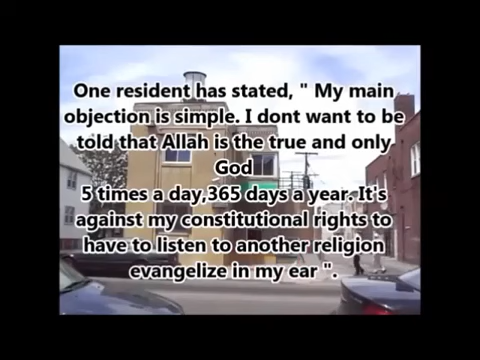 One resident has stated, " My main
objection is simple. I dont want to be
told that Allah is the true and only
God
5 times a day,365 days a year. It's
against my constitutional rights to
have to listen to another religion
evangelize in my ear ".